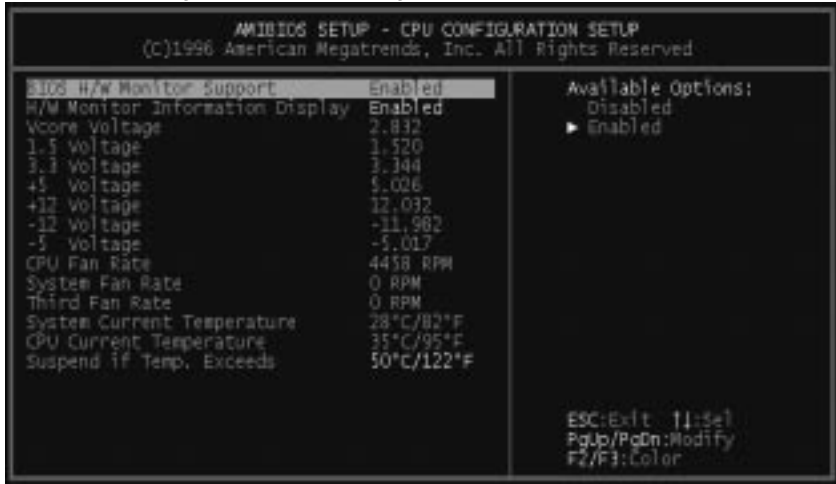 AMIBIOS SETUP - CPU CONFIGURATION SETUP
(C)1996 American Megatrends, Inc. All Rights Reserved
BIOS H/W Monitor Support Enabled
H/W Monitor Information Display Enabled
Vcore Voltage 2.832
1.5 Voltage 1.520
3.3 Voltage 3.344
+5 Voltage 5.026
+12 Voltage 12.032
-12 Voltage -11.982
-5 Voltage -5.017
CPU Fan Rate 4458 RPM
System Fan Rate 0 RPM
Third Fan Rate 0 RPM
System Current Temperature 28°C/82°F
CPU Current Temperature 35°C/95°F
Suspend if Temp. Exceeds 50°C/122°F
Available Options:
Disabled
► Enabled
ESC:Exit ↑↓:Sel
PgUp/PgDn:Modify
F2/F3:Color